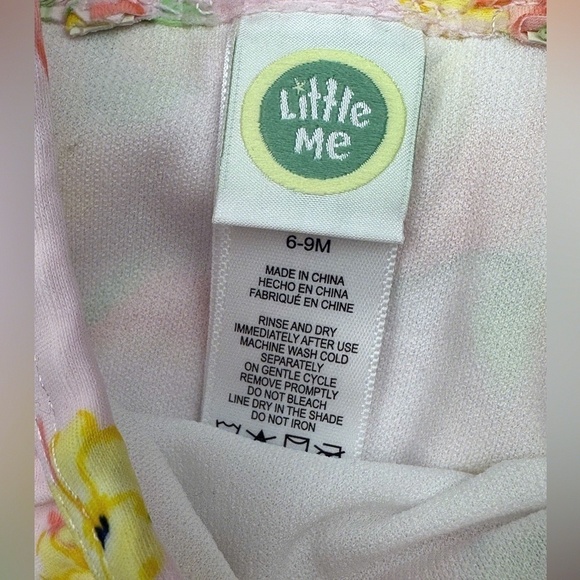 Little
Me
6-9M
MADE IN CHINA
HECHO EN CHINA
FABRIQUÉ EN CHINE
RINSE AND DRY
IMMEDIATELY AFTER USE
MACHINE WASH COLD
SEPARATELY
ON GENTLE CYCLE
REMOVE PROMPTLY
DO NOT BLEACH
LINE DRY IN THE SHADE
DO NOT IRON